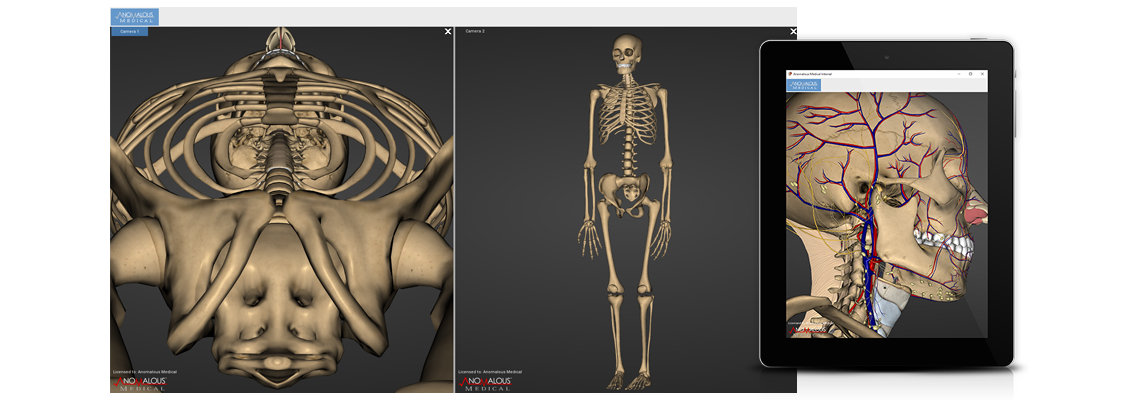 ANOMALOUS
MEDICAL
Camera 1
Camera 2
Licensed to: Anomalous Medical
ANOMALOUS
MEDICAL
Licensed to: Anomalous Medical
ANOMALOUS
MEDICAL
Anomalous Medical Internal
ANOMALOUS
MEDICAL